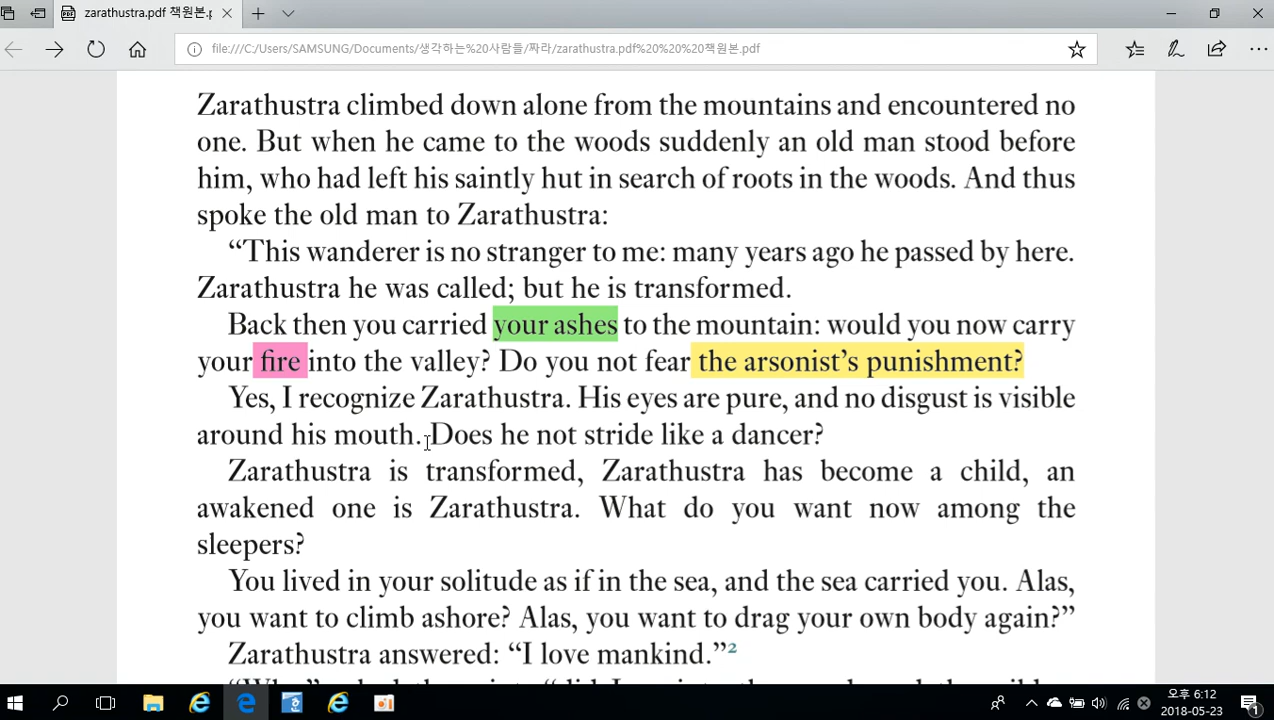 zarathustra.pdf 책원본.p
file:///C:/Users/SAMSUNG/Documents/생각하는%20사람들/짜라/zarathustra.pdf%20%20%20책원본.pdf
Zarathustra climbed down alone from the mountains and encountered no
one. But when he came to the woods suddenly an old man stood before
him, who had left his saintly hut in search of roots in the woods. And thus
spoke the old man to Zarathustra:
“This wanderer is no stranger to me: many years ago he passed by here.
Zarathustra he was called; but he is transformed.
Back then you carried your ashes to the mountain: would you now carry
your fire into the valley? Do you not fear the arsonist’s punishment?
Yes, I recognize Zarathustra. His eyes are pure, and no disgust is visible
around his mouth. Does he not stride like a dancer?
Zarathustra is transformed, Zarathustra has become a child, an
awakened one is Zarathustra. What do you want now among the
sleepers?
You lived in your solitude as if in the sea, and the sea carried you. Alas,
you want to climb ashore? Alas, you want to drag your own body again?”
Zarathustra answered: “I love mankind.”2
오후 6:12
2018-05-23
1